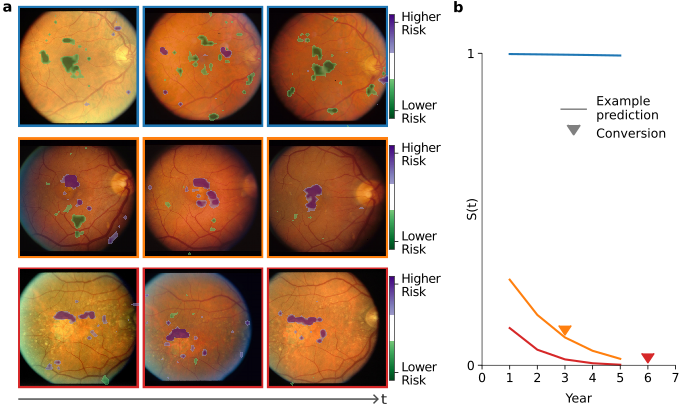 a
Higher
Risk
Lower
Risk
Higher
Risk
Lower
Risk
Higher
Risk
Lower
Risk
t
b
1
S(t)
0
Example
prediction
Conversion
0 1 2 3 4 5 6 7
Year